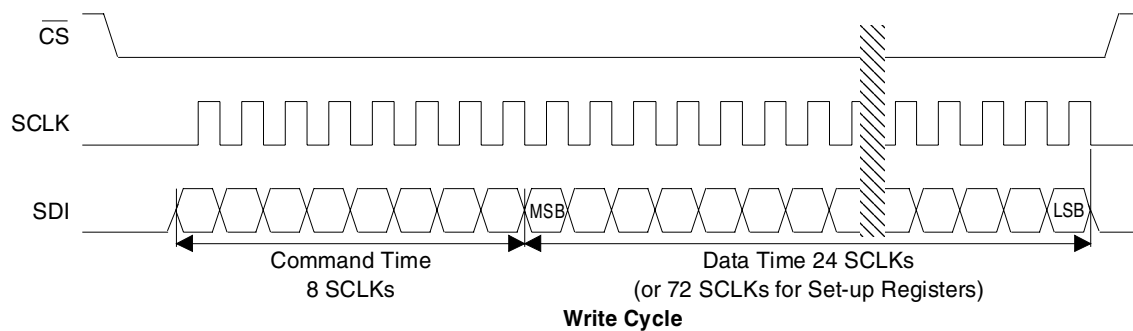 CS
SCLK
SDI
MSB
LSB
Command Time
8 SCLKs
Data Time 24 SCLKs
(or 72 SCLKs for Set-up Registers)
Write Cycle